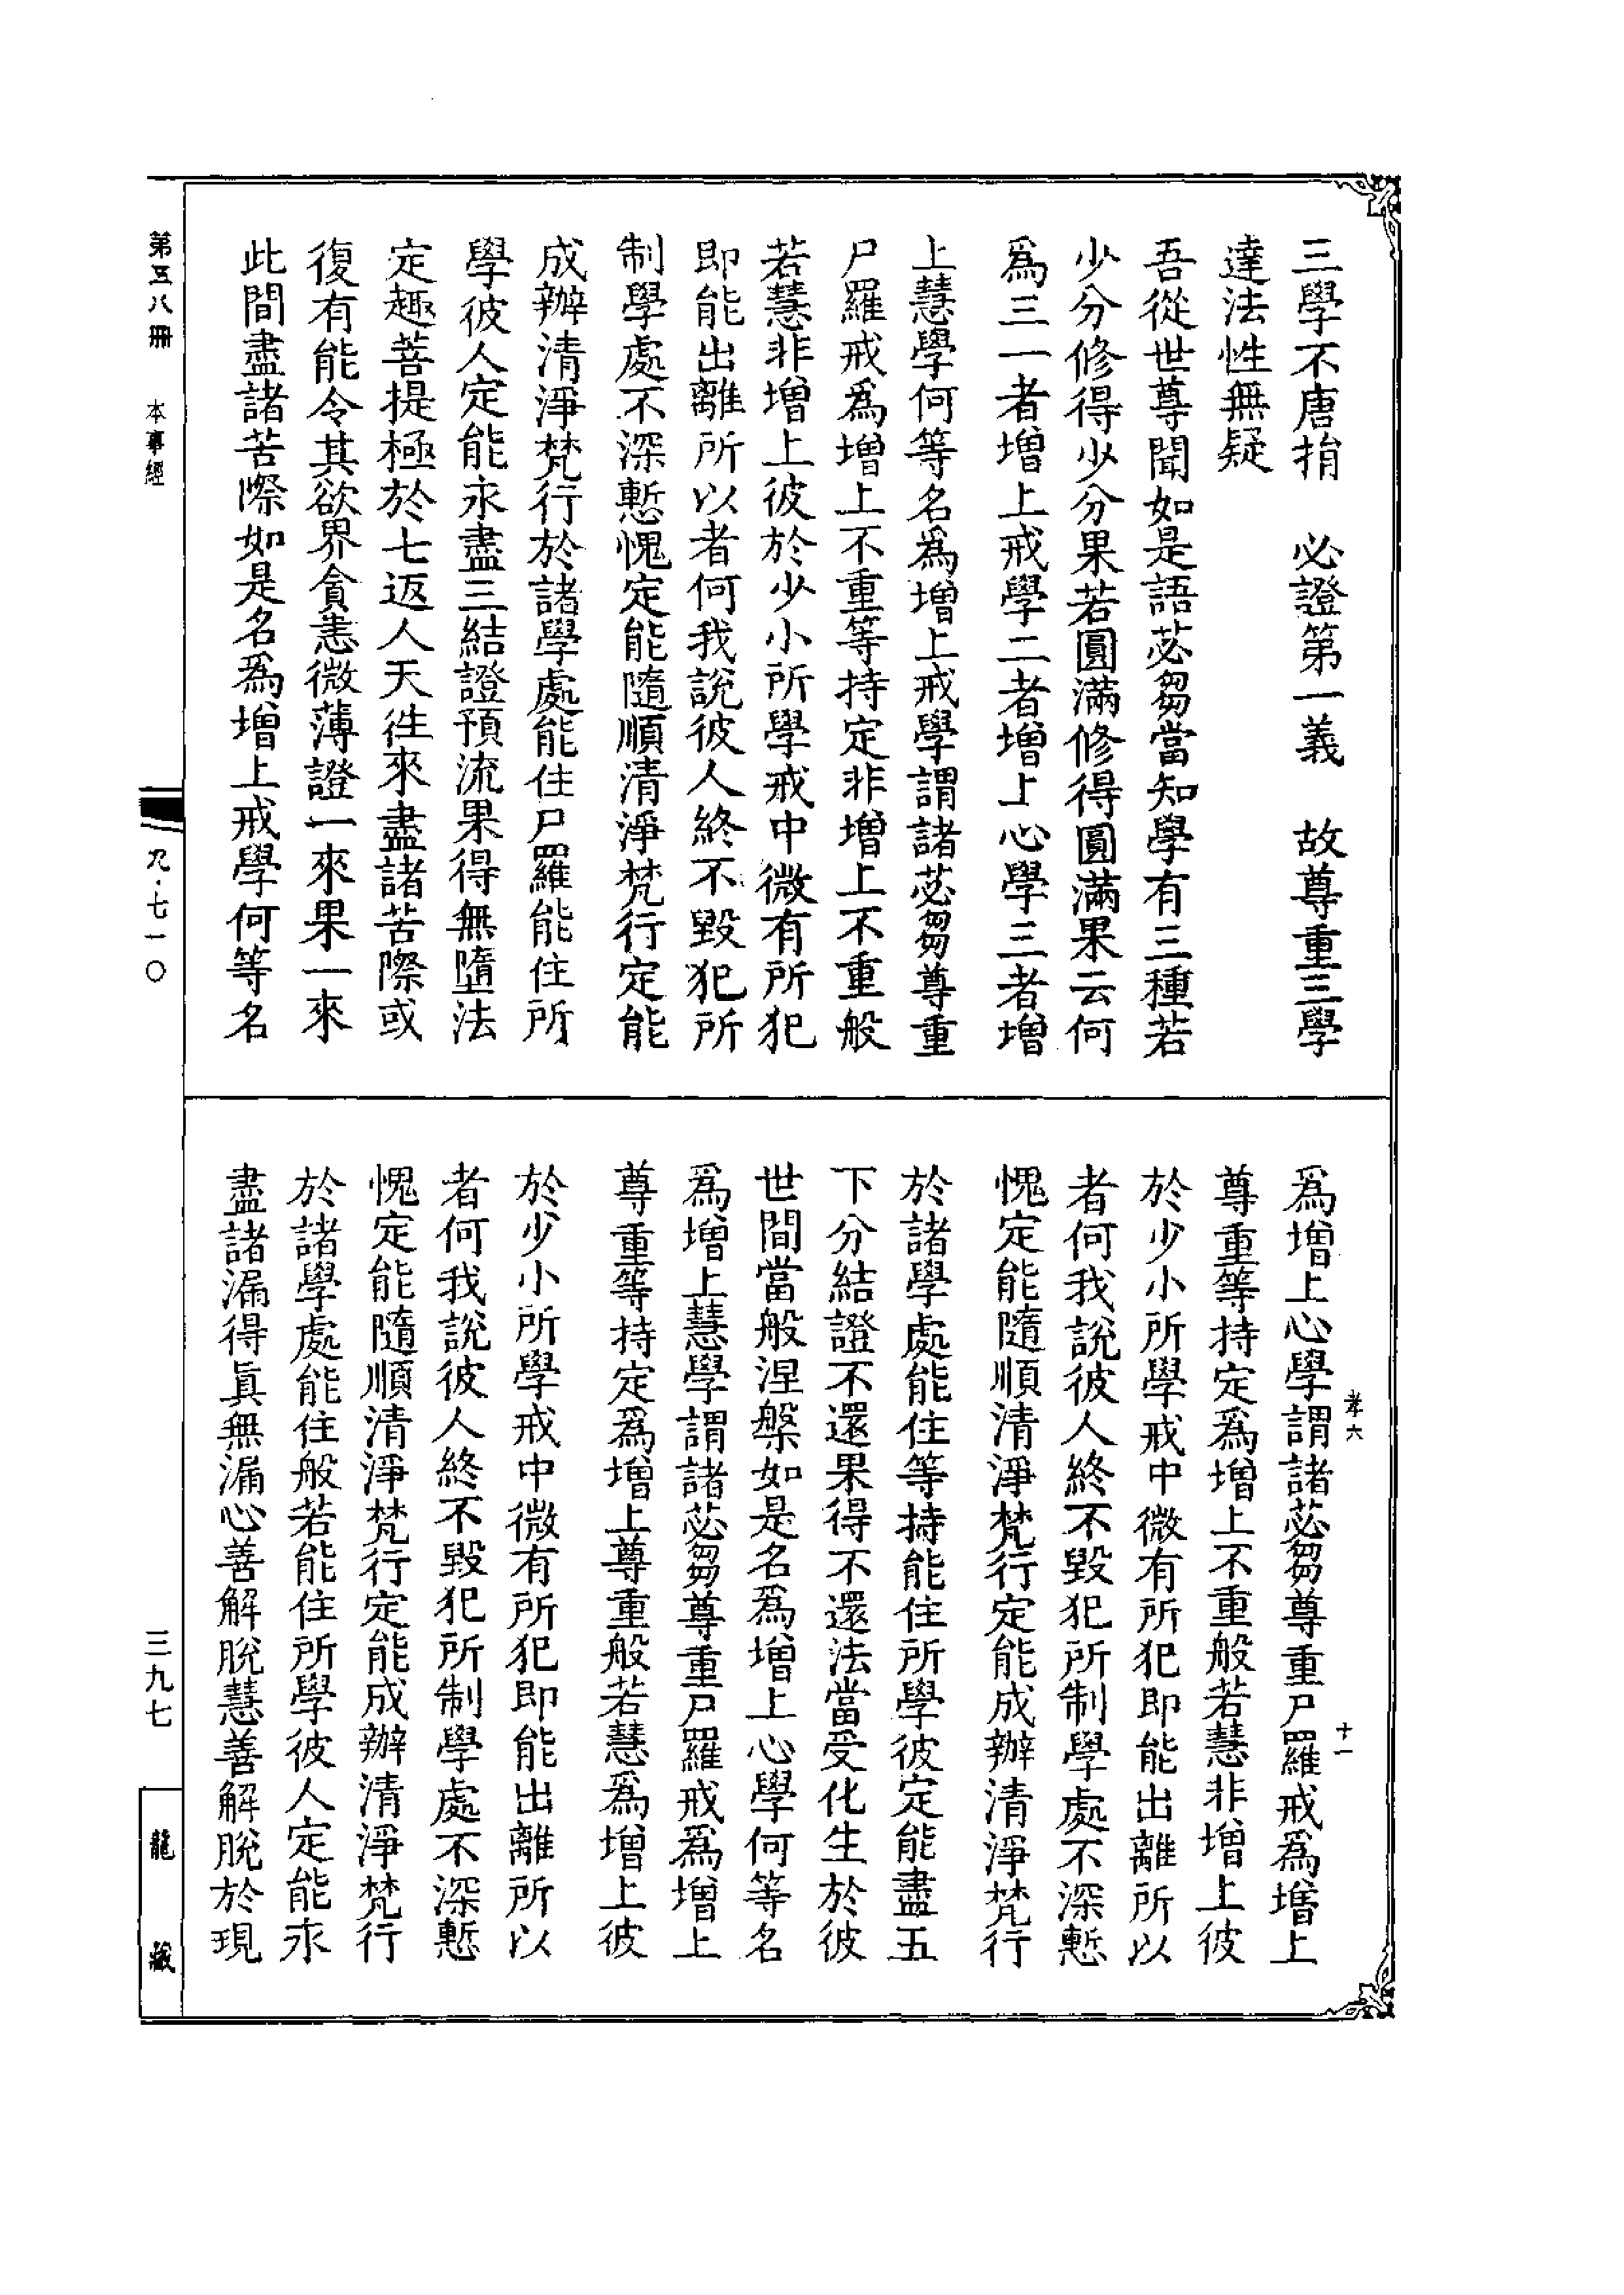 三學不唐捐　必證第一義　故尊重三學
達法性無疑
吾從世尊聞如是語苾芻當知學有三種若
少分修得少分果若圓滿修得圓滿果云何
爲三一者增上戒學二者增上心學三者增
上慧學何等名爲增上戒學謂諸苾芻尊重
尸羅戒爲增上不重等持定非增上不重般
若慧非增上彼於少小所學戒中微有所犯
即能出離所以者何我說彼人終不毀犯所
制學處不深慙愧定能隨順清淨梵行定能
成辦清淨梵行於諸學處能住尸羅能住所
學彼人定能永盡三結證預流果得無墮法
定趣菩提極於七返人天徃來盡諸苦際或
復有能令其欲界貪恚微薄證一來果一來
此間盡諸苦際如是名爲增上戒學何等名
爲增上心學謂諸苾芻尊重尸羅戒爲增上
尊重等持定爲增上不重般若慧非增上彼
於少小所學戒中微有所犯即能出離所以
者何我說彼人終不毀犯所制學處不深慙
愧定能隨順清淨梵行定能成辦清淨梵行
於諸學處能住等持能住所學彼定能盡五
下分結證不還果得不還法當受化生於彼
世間當般涅槃如是名爲增上心學何等名
爲增上慧學謂諸苾芻尊重尸羅戒爲增上
尊重等持定爲增上尊重般若慧爲增上彼
於少小所學戒中微有所犯即能出離所以
者何我說彼人終不毀犯所制學處不深慙
愧定能隨順清淨梵行定能成辦清淨梵行
於諸學處能住般若能住所學彼人定能永
盡諸漏得眞無漏心善解脫慧善解脫於現
孝六
十一
第五八冊　本事經
九·七一〇
三九七
龍藏